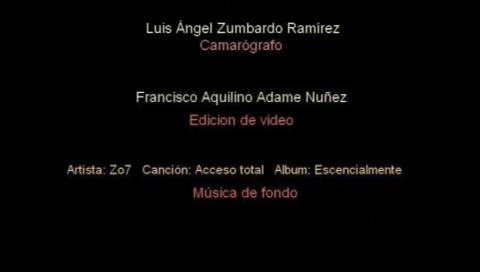 Luis Ángel Zumbardo Ramírez
Camarógrafo
Francisco Aquilino Adame Nuñez
Edicion de video
Artista: Zo7 Canción: Acceso total Album: Escencialmente
Música de fondo